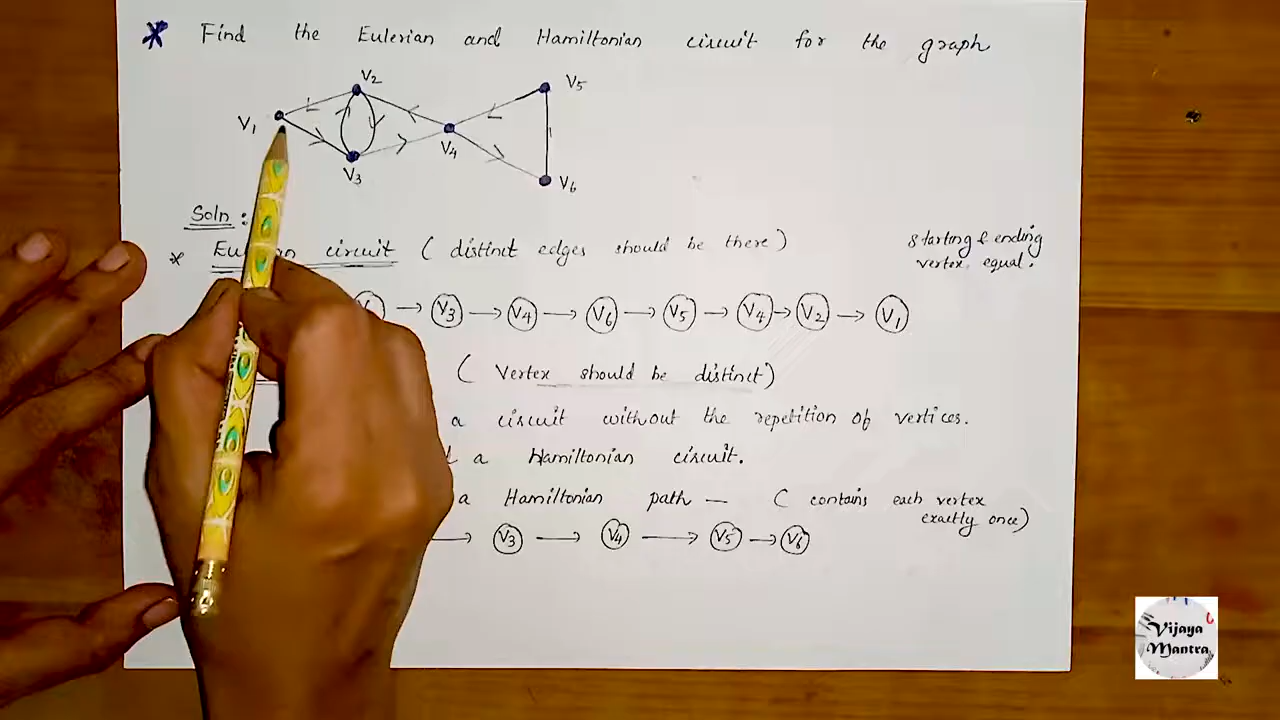 * Find the Eulerian and Hamiltonian circuit for the graph
V2
V5
V1
V4
V3
V6
Soln :
* circuit ( distinct edges should be there )
starting & ending
vertex equal.
→ V3 → V4 → V6 → V5 → V4 → V2 → V1
( Vertex should be distinct )
a circuit without the repetition of vertices.
a Hamiltonian circuit.
a Hamiltonian path — ( contains each vertex
exactly once )
→ V3 → V4 → V5 → V6
Vijaya
Mantra